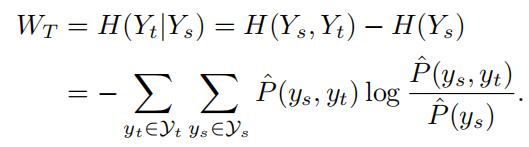 W_T = H(Y_t|Y_s) = H(Y_s, Y_t) − H(Y_s)
= − ∑_{y_t∈𝒴_t} ∑_{y_s∈𝒴_s} P̂(y_s, y_t) log P̂(y_s, y_t) / P̂(y_s).